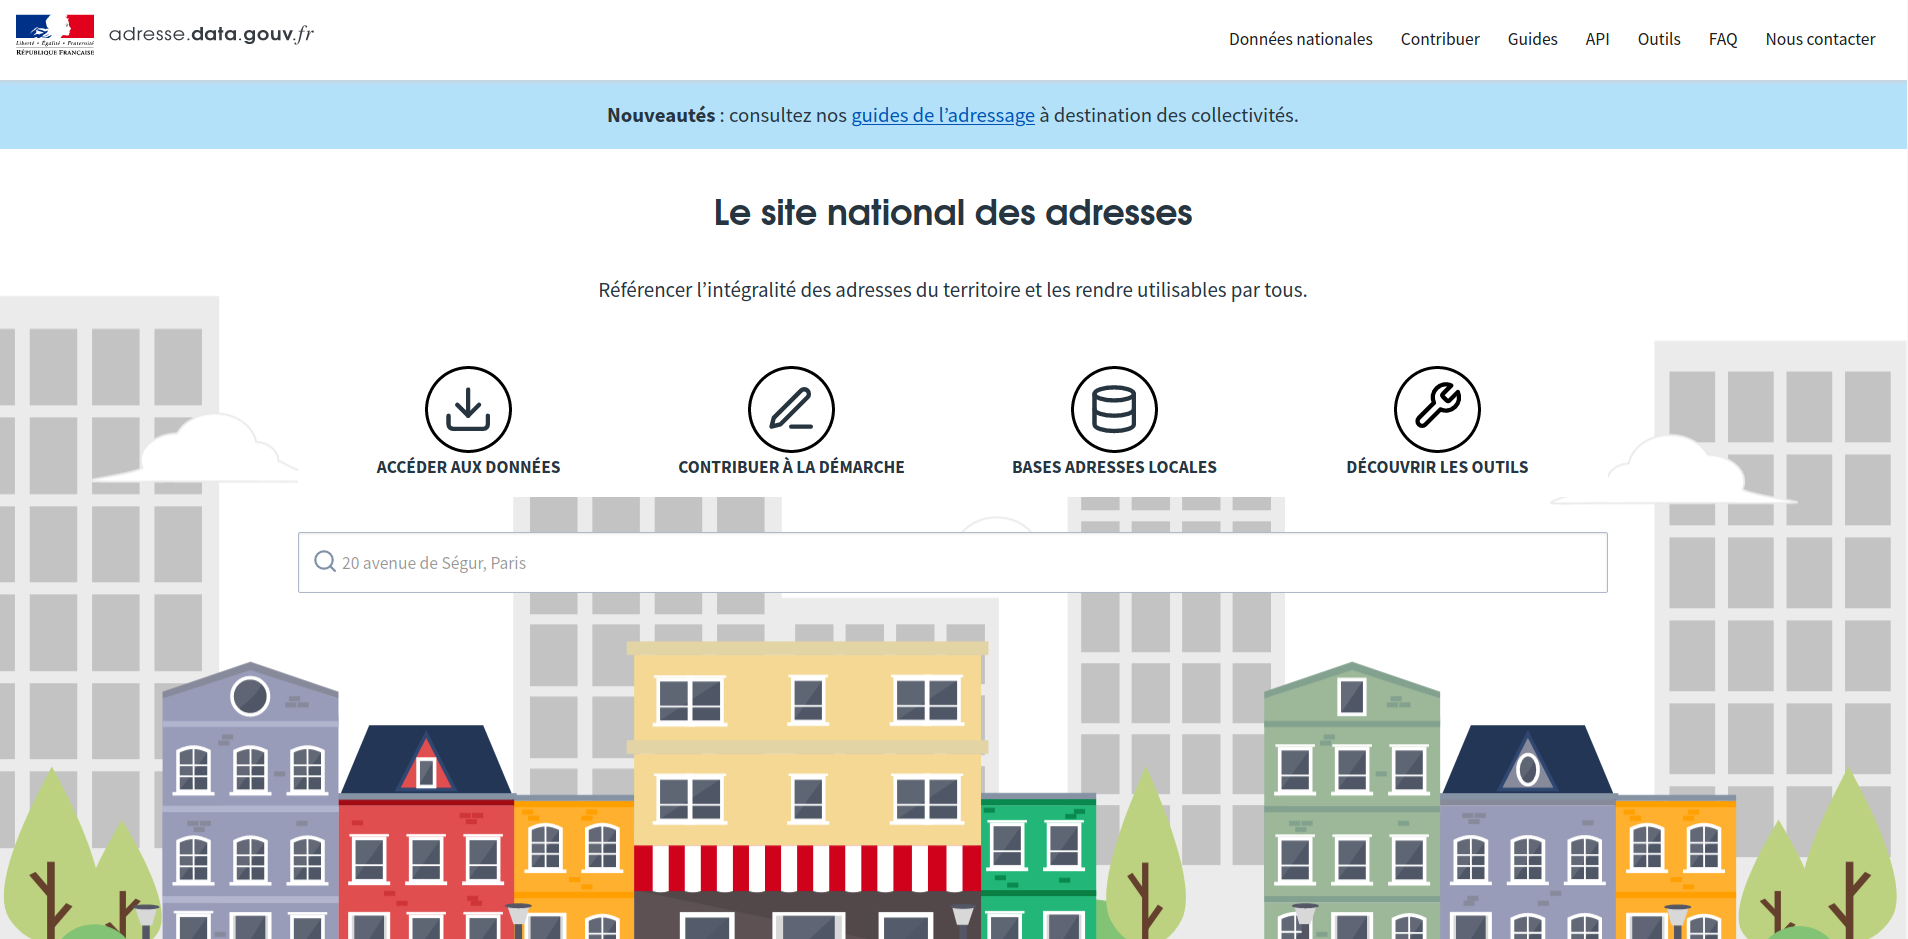 Liberté • Égalité • Fraternité
RÉPUBLIQUE FRANÇAISE
adresse.data.gouv.fr
Données nationales
Contribuer
Guides
API
Outils
FAQ
Nous contacter
Nouveautés : consultez nos guides de l’adressage à destination des collectivités.
Le site national des adresses
Référencer l’intégralité des adresses du territoire et les rendre utilisables par tous.
ACCÉDER AUX DONNÉES
CONTRIBUER À LA DÉMARCHE
BASES ADRESSES LOCALES
DÉCOUVRIR LES OUTILS
20 avenue de Ségur, Paris